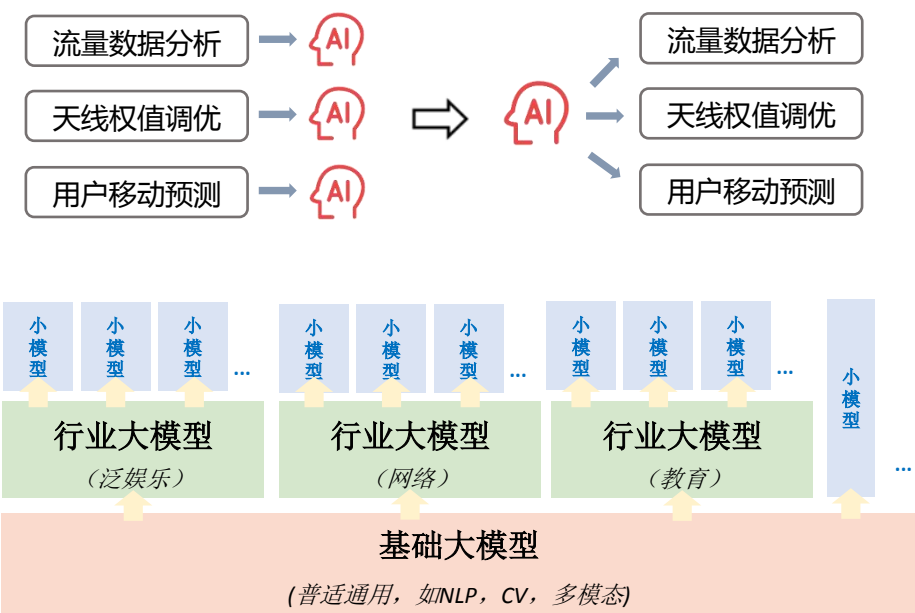 流量数据分析
AI
流量数据分析
天线权值调优
AI
AI
天线权值调优
用户移动预测
AI
用户移动预测
小模型
小模型
小模型
...
小模型
小模型
小模型
...
小模型
小模型
小模型
...
小模型
...
行业大模型
(泛娱乐)
行业大模型
(网络)
行业大模型
(教育)
基础大模型
(普适通用，如NLP，CV，多模态)